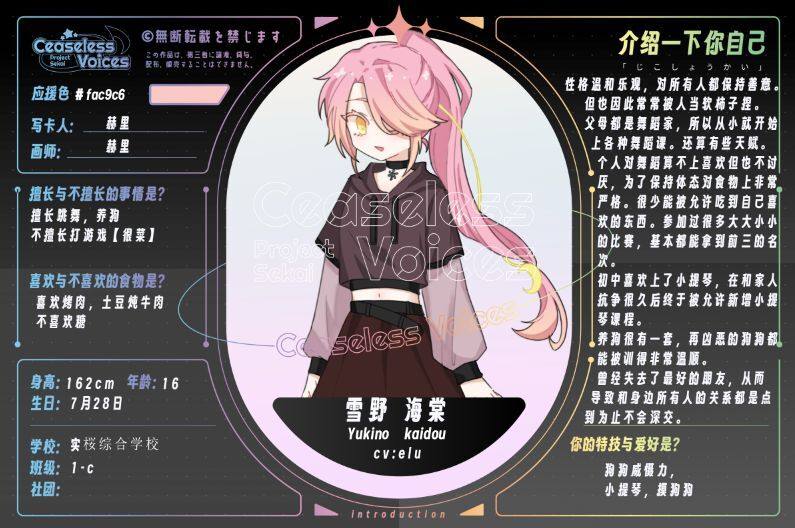 Ceaseless
Project
Sekai
Voices
©無断転載を禁じます
この作品は、第三者に譲渡、貸与、
配布、販売することはできません。
应援色 #fac9c6
写卡人： 赫里
画师： 赫里
擅长与不擅长的事情是？
擅长跳舞，养狗
不擅长打游戏【很菜】
喜欢与不喜欢的食物是？
喜欢烤肉，土豆炖牛肉
不喜欢糖
身高：162cm 年龄：16
生日：7月28日
学校：实桜综合学校
班级：1-c
社团：
Ceaseless
Project
Sekai
Voices
Ceaseless Voices
雪野 海棠
Yukino kaidou
cv:elu
introduction
介绍一下你自己
「じこしょうかい」
性格温和乐观，对所有人都保持善意。
但也因此常常被人当软柿子捏。
父母都是舞蹈家，所以从小就开始
上各种舞蹈课。还算有些天赋。
个人对舞蹈算不上喜欢但也不讨
厌，为了保持体态对食物上非常
严格。很少能被允许吃到自己喜
欢的东西。参加过很多大大小小
的比赛，基本都能拿到前三的名
次。
初中喜欢上了小提琴，在和家人
抗争很久后终于被允许新增小提
琴课程。
养狗很有一套，再凶恶的狗狗都
能被训得非常温顺。
曾经失去了最好的朋友，从而
导致和身边所有人的关系都是点
到为止不会深交。
你的特技与爱好是？
狗狗威慑力，
小提琴，摸狗狗